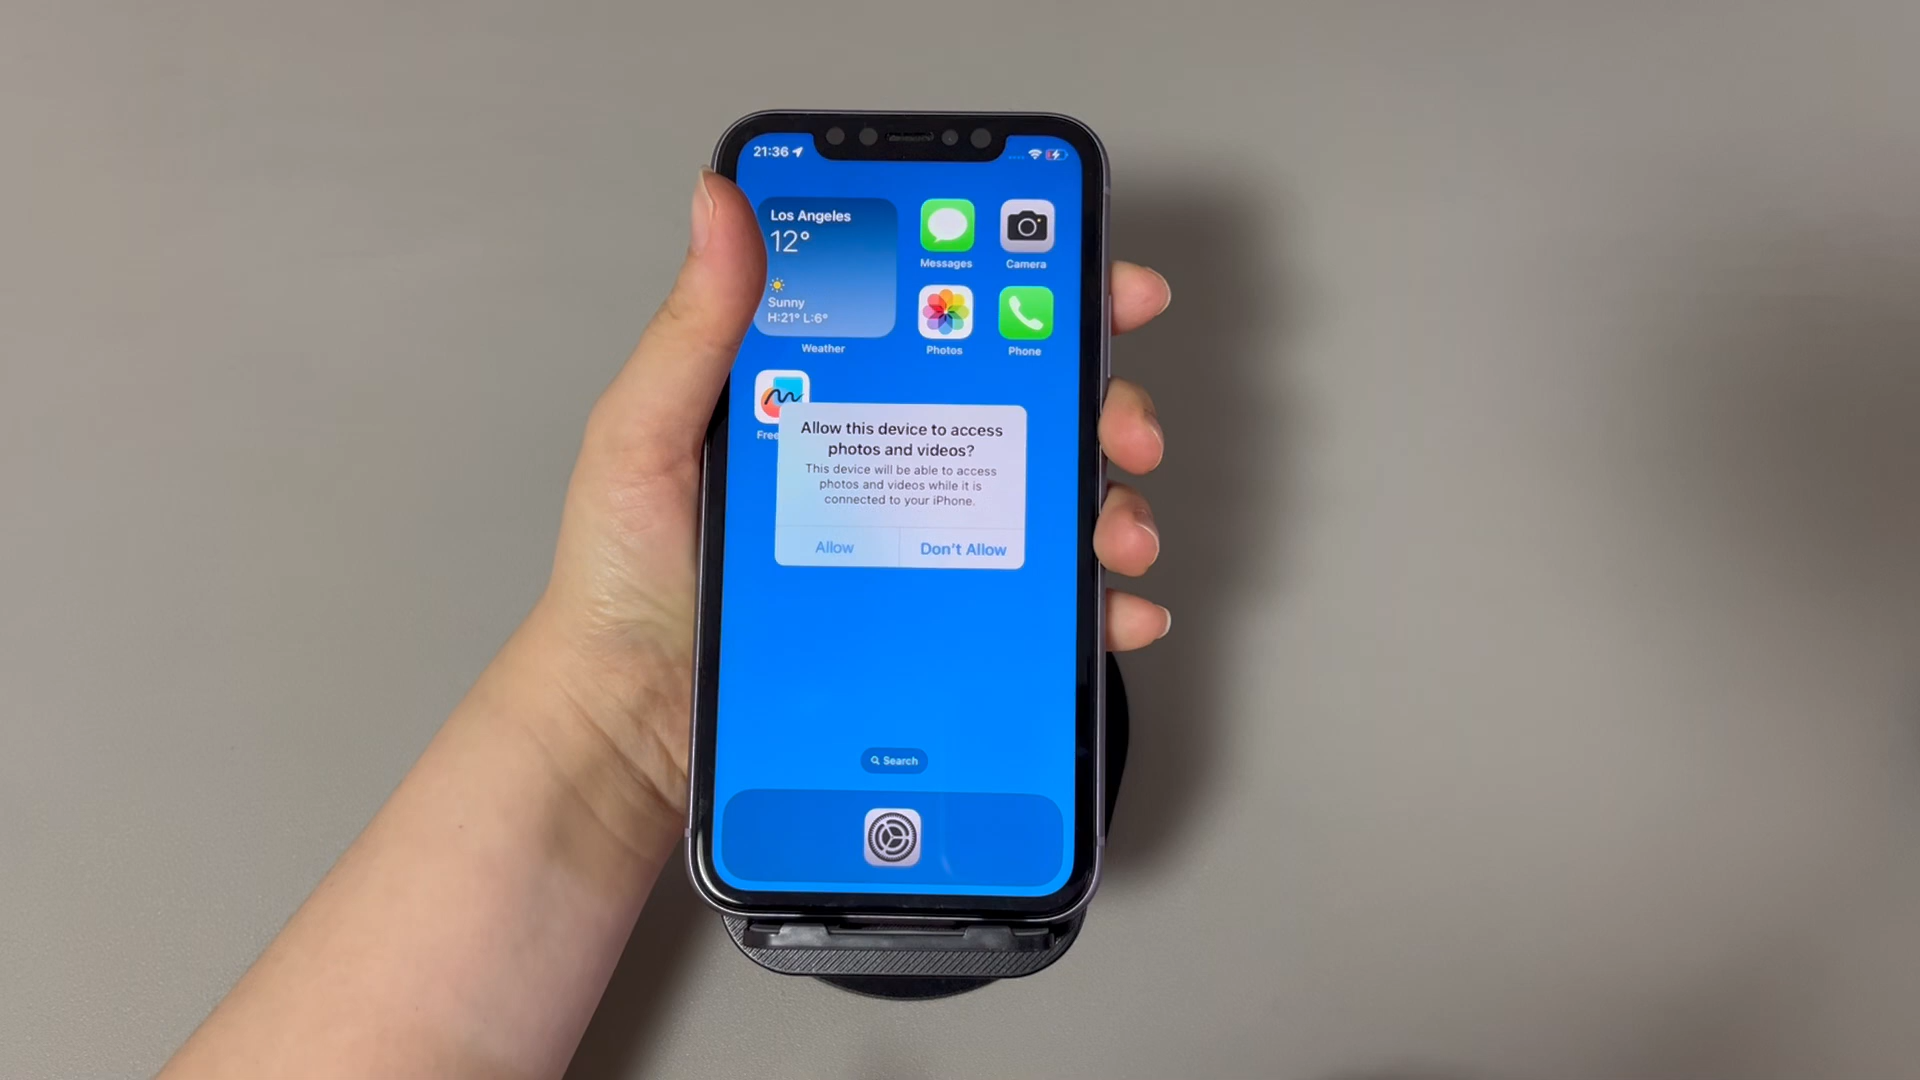 21:36
Los Angeles
12°
Sunny
H:21° L:6°
Weather
Messages
Camera
Photos
Phone
Free
Allow this device to access
photos and videos?
This device will be able to access
photos and videos while it is
connected to your iPhone.
Allow
Don't Allow
Search